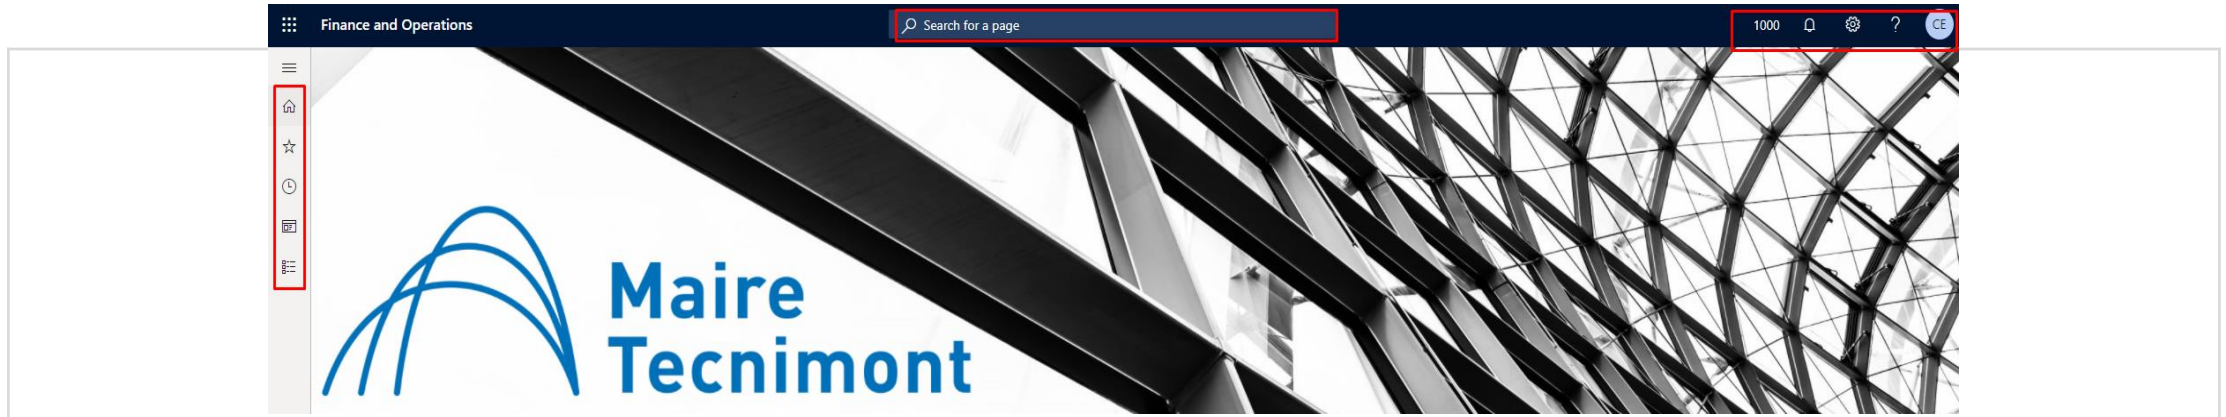 Finance and Operations
Search for a page
1000
?
CE
Maire
Tecnimont